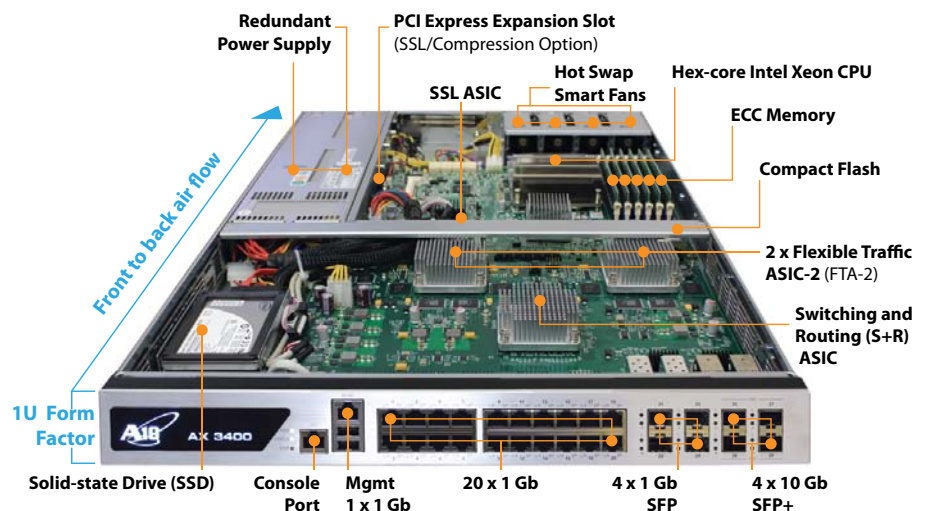 Redundant
Power Supply
PCI Express Expansion Slot
(SSL/Compression Option)
SSL ASIC
Hot Swap
Smart Fans
Hex-core Intel Xeon CPU
ECC Memory
Compact Flash
Front to back air flow
2 x Flexible Traffic
ASIC-2 (FTA-2)
Switching and
Routing (S+R)
ASIC
1U Form
Factor
A10
AX 3400
Solid-state Drive (SSD)
Console
Port
Mgmt
1 x 1 Gb
20 x 1 Gb
4 x 1 Gb
SFP
4 x 10 Gb
SFP+